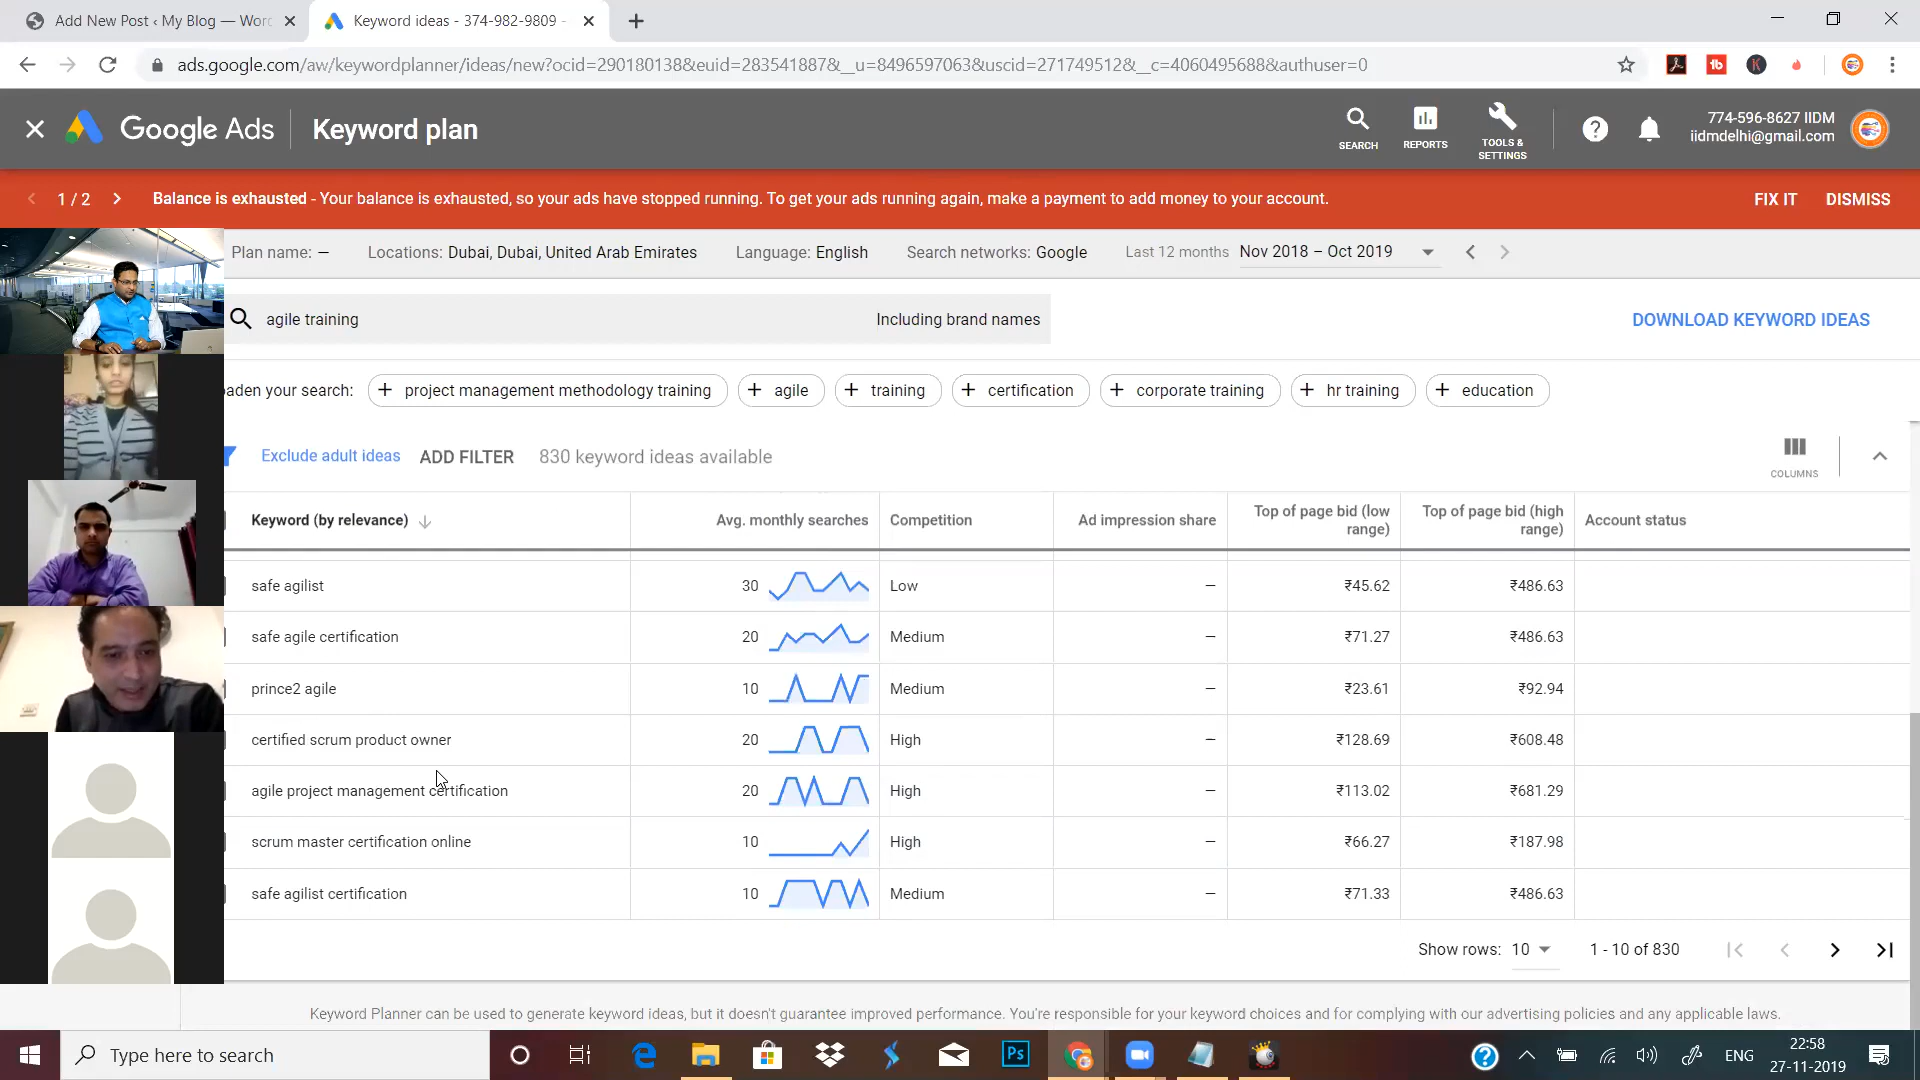 Add New Post ‹ My Blog — Word
Keyword ideas - 374-982-9809 -
ads.google.com/aw/keywordplanner/ideas/new?ocid=290180138&euid=283541887&__u=8496597063&uscid=271749512&__c=4060495688&authuser=0
Google Ads
Keyword plan
SEARCH
REPORTS
TOOLS & SETTINGS
774-596-8627 IIDM
iidmdelhi@gmail.com
1 / 2
Balance is exhausted - Your balance is exhausted, so your ads have stopped running. To get your ads running again, make a payment to add money to your account.
FIX IT
DISMISS
Plan name: —
Locations: Dubai, Dubai, United Arab Emirates
Language: English
Search networks: Google
Last 12 months
Nov 2018 – Oct 2019
agile training
Including brand names
DOWNLOAD KEYWORD IDEAS
oaden your search:
+ project management methodology training
+ agile
+ training
+ certification
+ corporate training
+ hr training
+ education
Exclude adult ideas
ADD FILTER
830 keyword ideas available
COLUMNS
Keyword (by relevance)
Avg. monthly searches
Competition
Ad impression share
Top of page bid (low range)
Top of page bid (high range)
Account status
safe agilist 30 Low — ₹45.62 ₹486.63
safe agile certification 20 Medium — ₹71.27 ₹486.63
prince2 agile 10 Medium — ₹23.61 ₹92.94
certified scrum product owner 20 High — ₹128.69 ₹608.48
agile project management certification 20 High — ₹113.02 ₹681.29
scrum master certification online 10 High — ₹66.27 ₹187.98
safe agilist certification 10 Medium — ₹71.33 ₹486.63
Show rows: 10
1 - 10 of 830
Keyword Planner can be used to generate keyword ideas, but it doesn't guarantee improved performance. You're responsible for your keyword choices and for complying with our advertising policies and any applicable laws.
Type here to search
Ps
ENG
22:58
27-11-2019